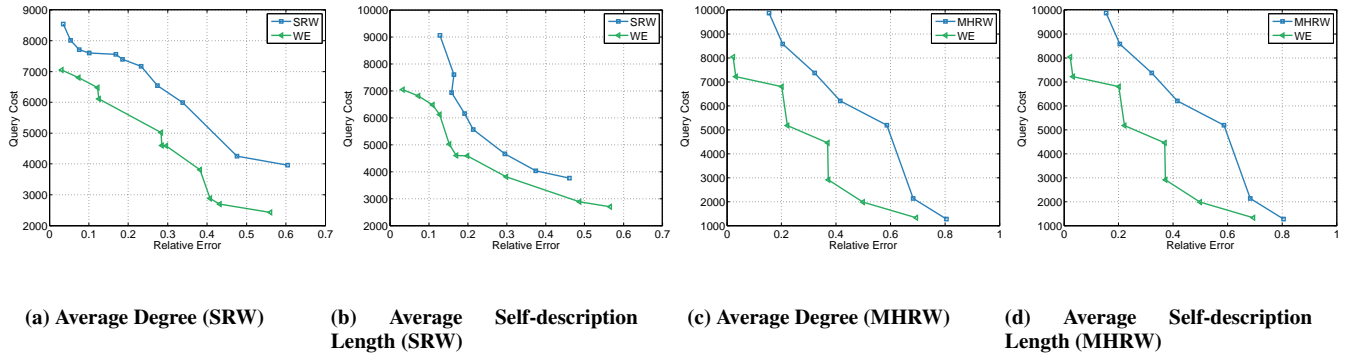 9000
8000
7000
6000
5000
4000
3000
2000
Query Cost
0 0.1 0.2 0.3 0.4 0.5 0.6 0.7
Relative Error
SRW
WE
10000
9000
8000
7000
6000
5000
4000
3000
2000
Query Cost
0 0.1 0.2 0.3 0.4 0.5 0.6 0.7
Relative Error
SRW
WE
10000
9000
8000
7000
6000
5000
4000
3000
2000
1000
Query Cost
0 0.2 0.4 0.6 0.8 1
Relative Error
MHRW
WE
10000
9000
8000
7000
6000
5000
4000
3000
2000
1000
Query Cost
0 0.2 0.4 0.6 0.8 1
Relative Error
MHRW
WE
(a) Average Degree (SRW)
(b) Average Self-description
Length (SRW)
(c) Average Degree (MHRW)
(d) Average Self-description
Length (MHRW)